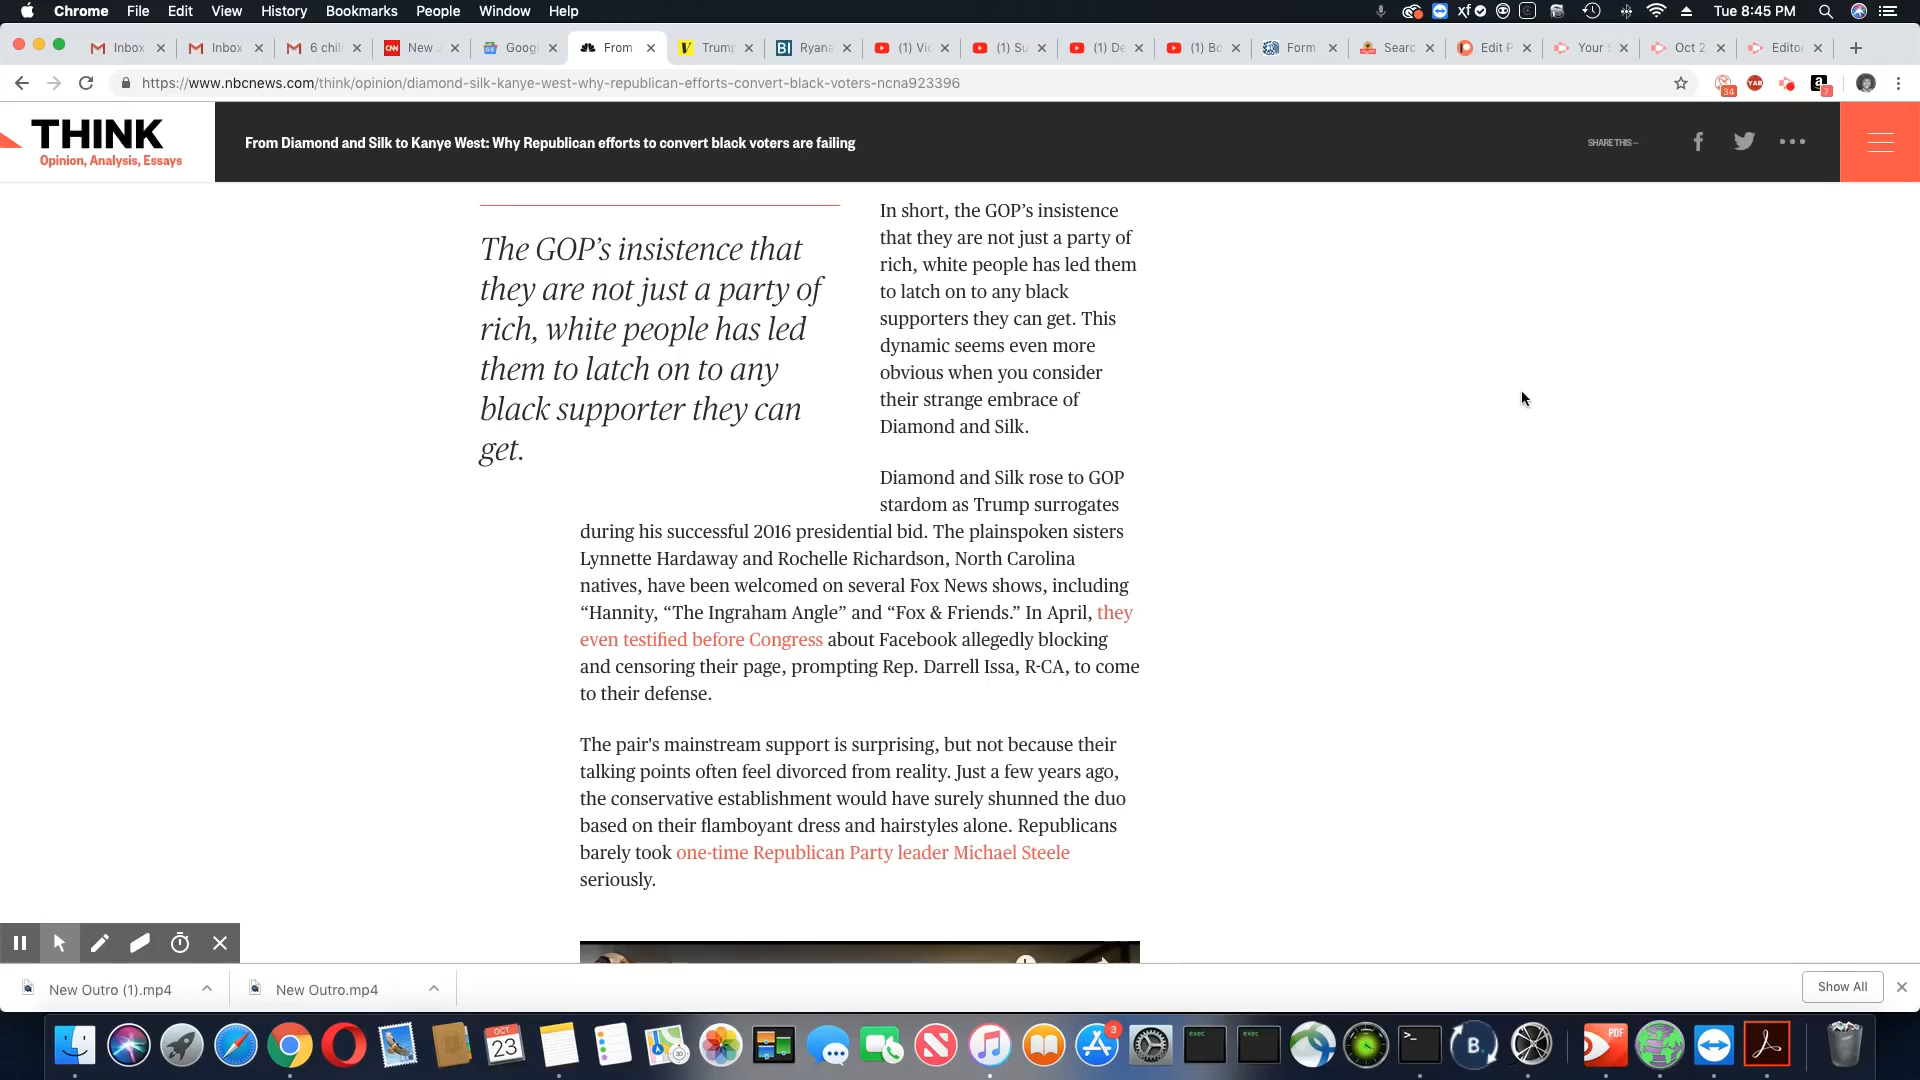 Chrome File Edit View History Bookmarks People Window Help
Tue 8:45 PM
Inbox
Inbox
6 chil
CNN New J
Googl
From
V Trump
BI Ryana
(1) Vi
(1) Su
(1) De
(1) Bo
Form
Searc
Edit P
Your
Oct 2
Edito
https://www.nbcnews.com/think/opinion/diamond-silk-kanye-west-why-republican-efforts-convert-black-voters-ncna923396
34
YAB
a
7
THINK
Opinion, Analysis, Essays
From Diamond and Silk to Kanye West: Why Republican efforts to convert black voters are failing
SHARE THIS —
The GOP’s insistence that
they are not just a party of
rich, white people has led
them to latch on to any
black supporter they can
get.
In short, the GOP’s insistence
that they are not just a party of
rich, white people has led them
to latch on to any black
supporters they can get. This
dynamic seems even more
obvious when you consider
their strange embrace of
Diamond and Silk.
Diamond and Silk rose to GOP
stardom as Trump surrogates
during his successful 2016 presidential bid. The plainspoken sisters
Lynnette Hardaway and Rochelle Richardson, North Carolina
natives, have been welcomed on several Fox News shows, including
“Hannity, “The Ingraham Angle” and “Fox & Friends.” In April, they
even testified before Congress about Facebook allegedly blocking
and censoring their page, prompting Rep. Darrell Issa, R-CA, to come
to their defense.
The pair's mainstream support is surprising, but not because their
talking points often feel divorced from reality. Just a few years ago,
the conservative establishment would have surely shunned the duo
based on their flamboyant dress and hairstyles alone. Republicans
barely took one-time Republican Party leader Michael Steele
seriously.
New Outro (1).mp4
New Outro.mp4
Show All
OCT
23
3
exec
exec
B
PDF